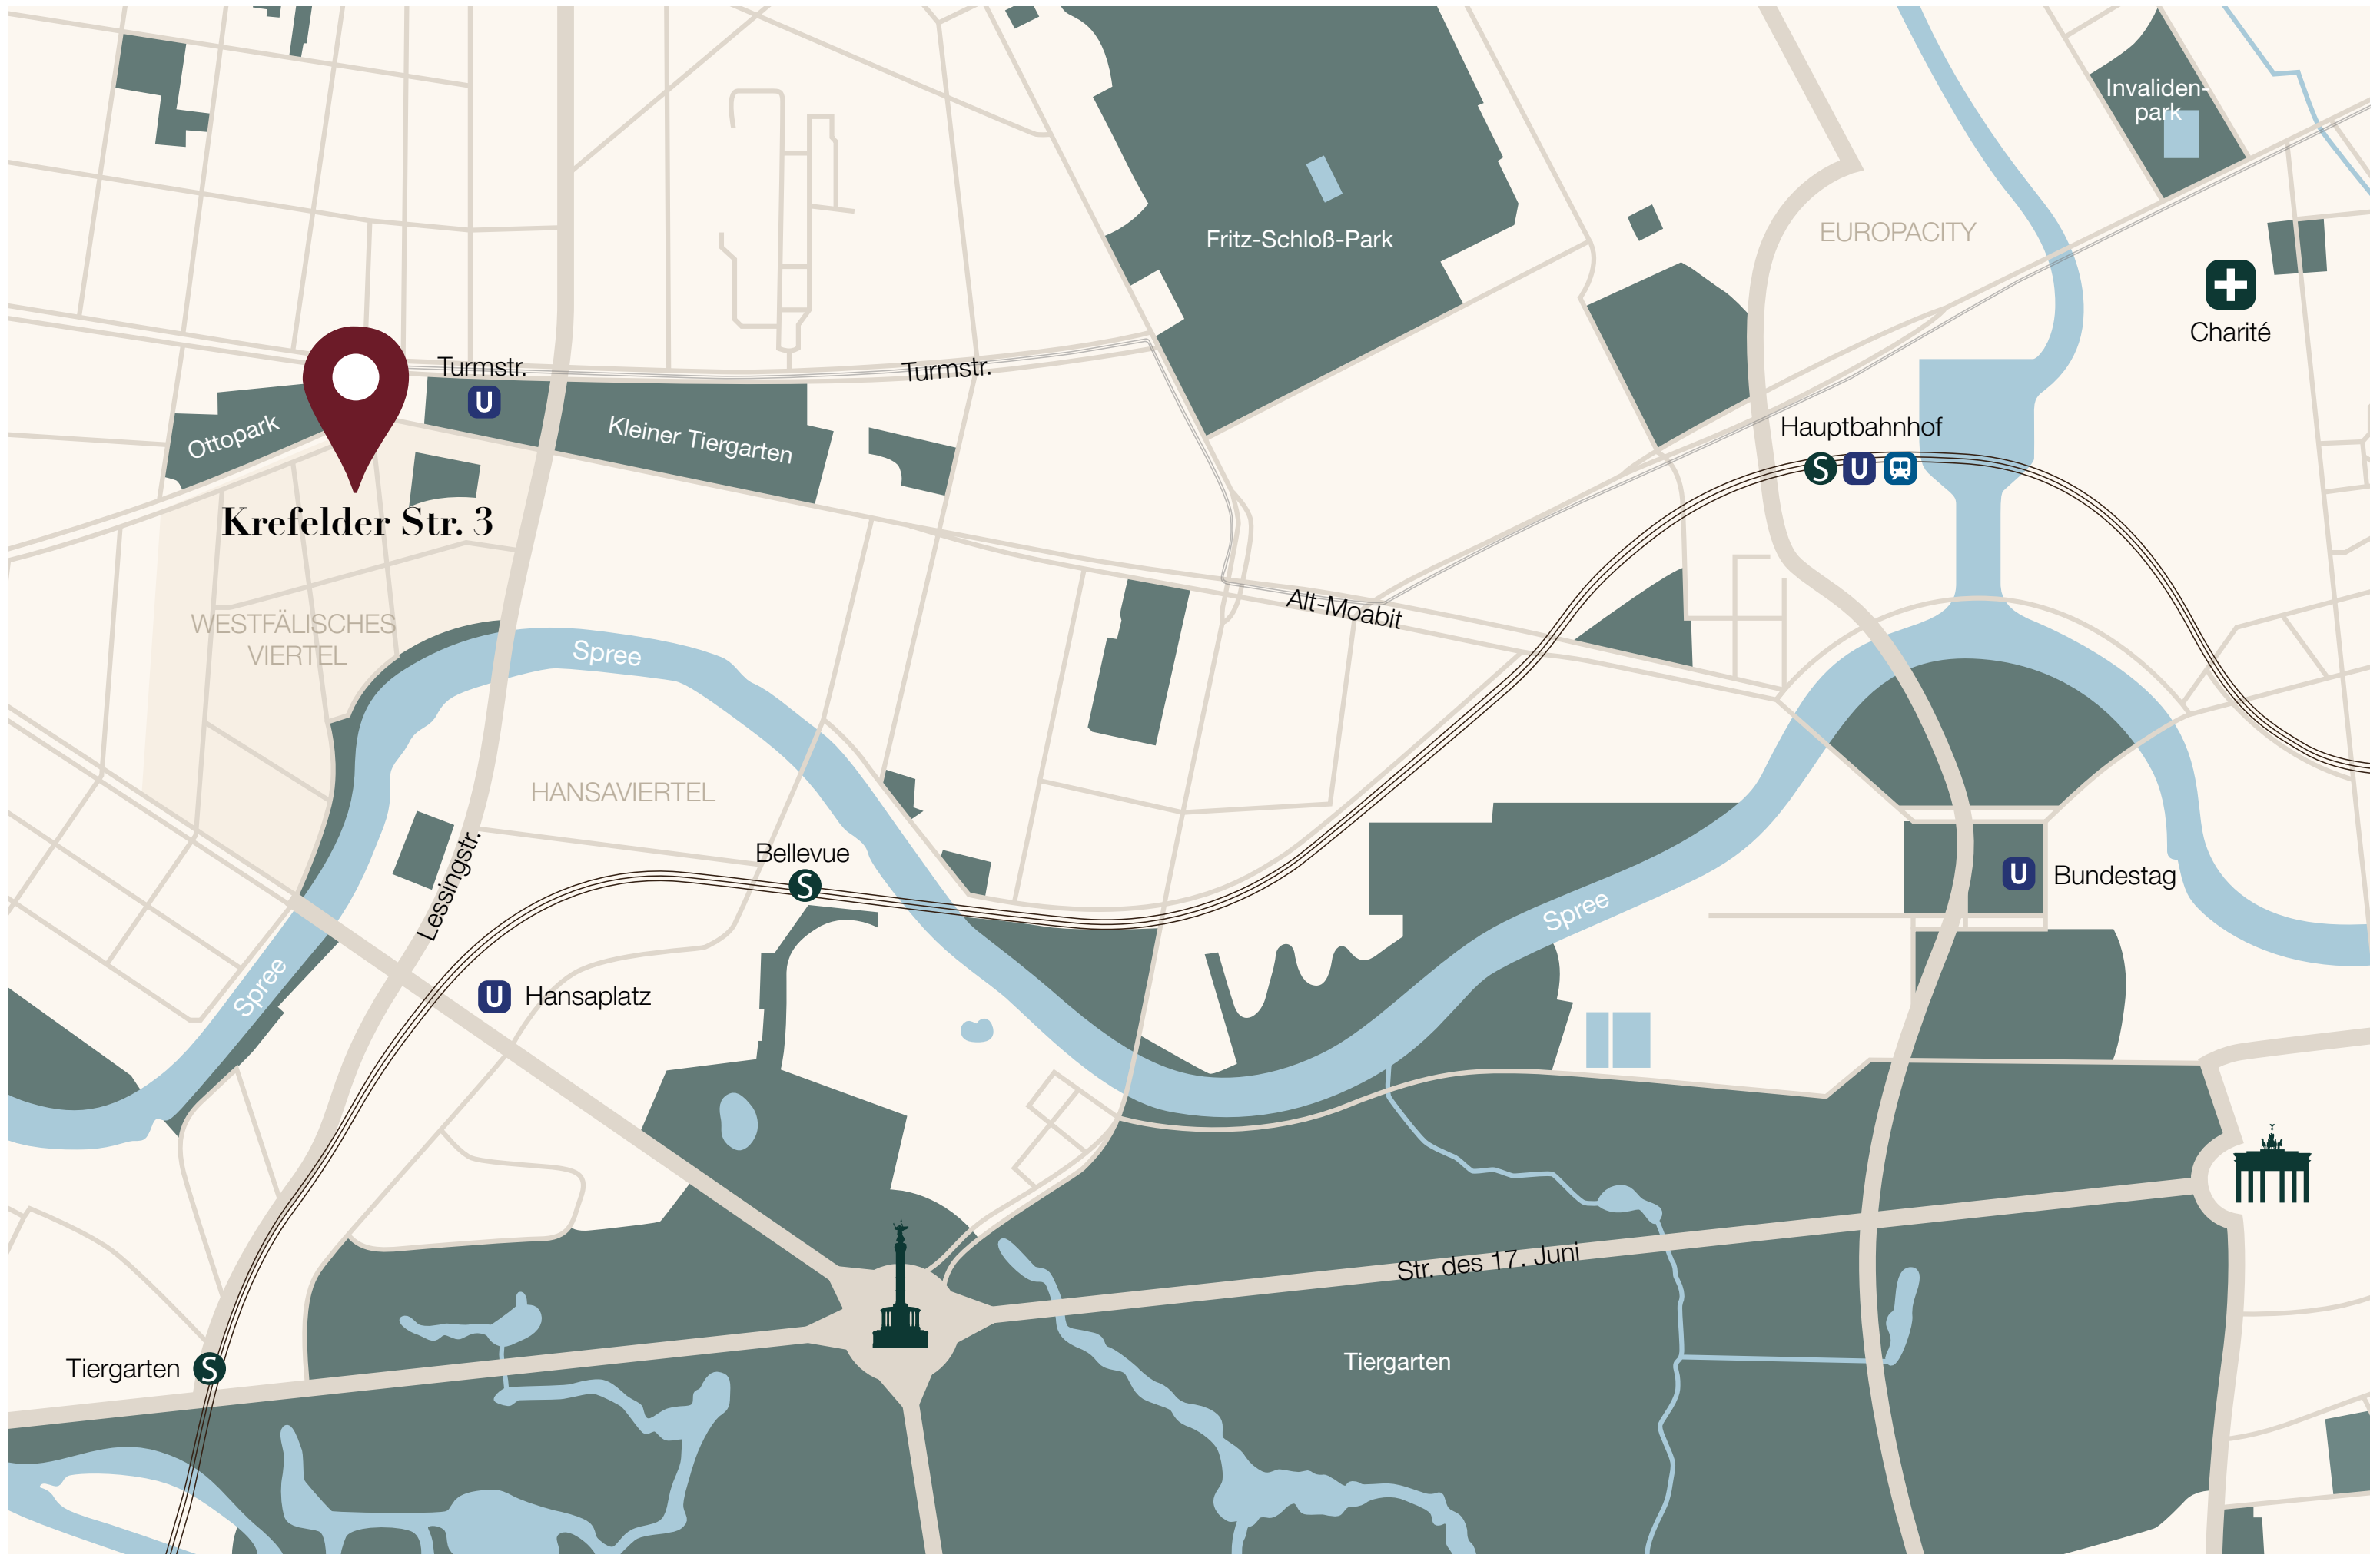 Invaliden-
park
EUROPACITY
Fritz-Schloß-Park
Charité
Turmstr.
U
Turmstr.
Ottopark
Kleiner Tiergarten
Hauptbahnhof
S U
Krefelder Str. 3
Alt-Moabit
WESTFÄLISCHES
VIERTEL
Spree
HANSAVIERTEL
Lessingstr.
Bellevue
S
U Bundestag
Spree
Spree
U Hansaplatz
Str. des 17. Juni
Tiergarten S
Tiergarten